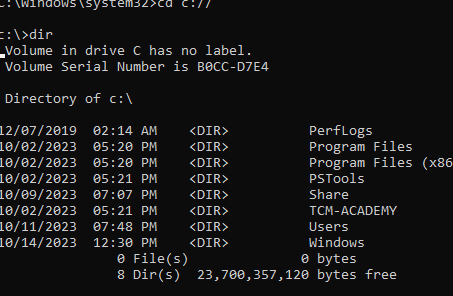 C:\Windows\system32>cd c://
c:\>dir
Volume in drive C has no label.
Volume Serial Number is B0CC-D7E4
Directory of c:\
12/07/2019 02:14 AM <DIR> PerfLogs
10/02/2023 05:20 PM <DIR> Program Files
10/02/2023 05:20 PM <DIR> Program Files (x86
10/02/2023 05:21 PM <DIR> PSTools
10/09/2023 07:07 PM <DIR> Share
10/02/2023 05:21 PM <DIR> TCM-ACADEMY
10/11/2023 07:48 PM <DIR> Users
10/14/2023 12:30 PM <DIR> Windows
0 File(s) 0 bytes
8 Dir(s) 23,700,357,120 bytes free